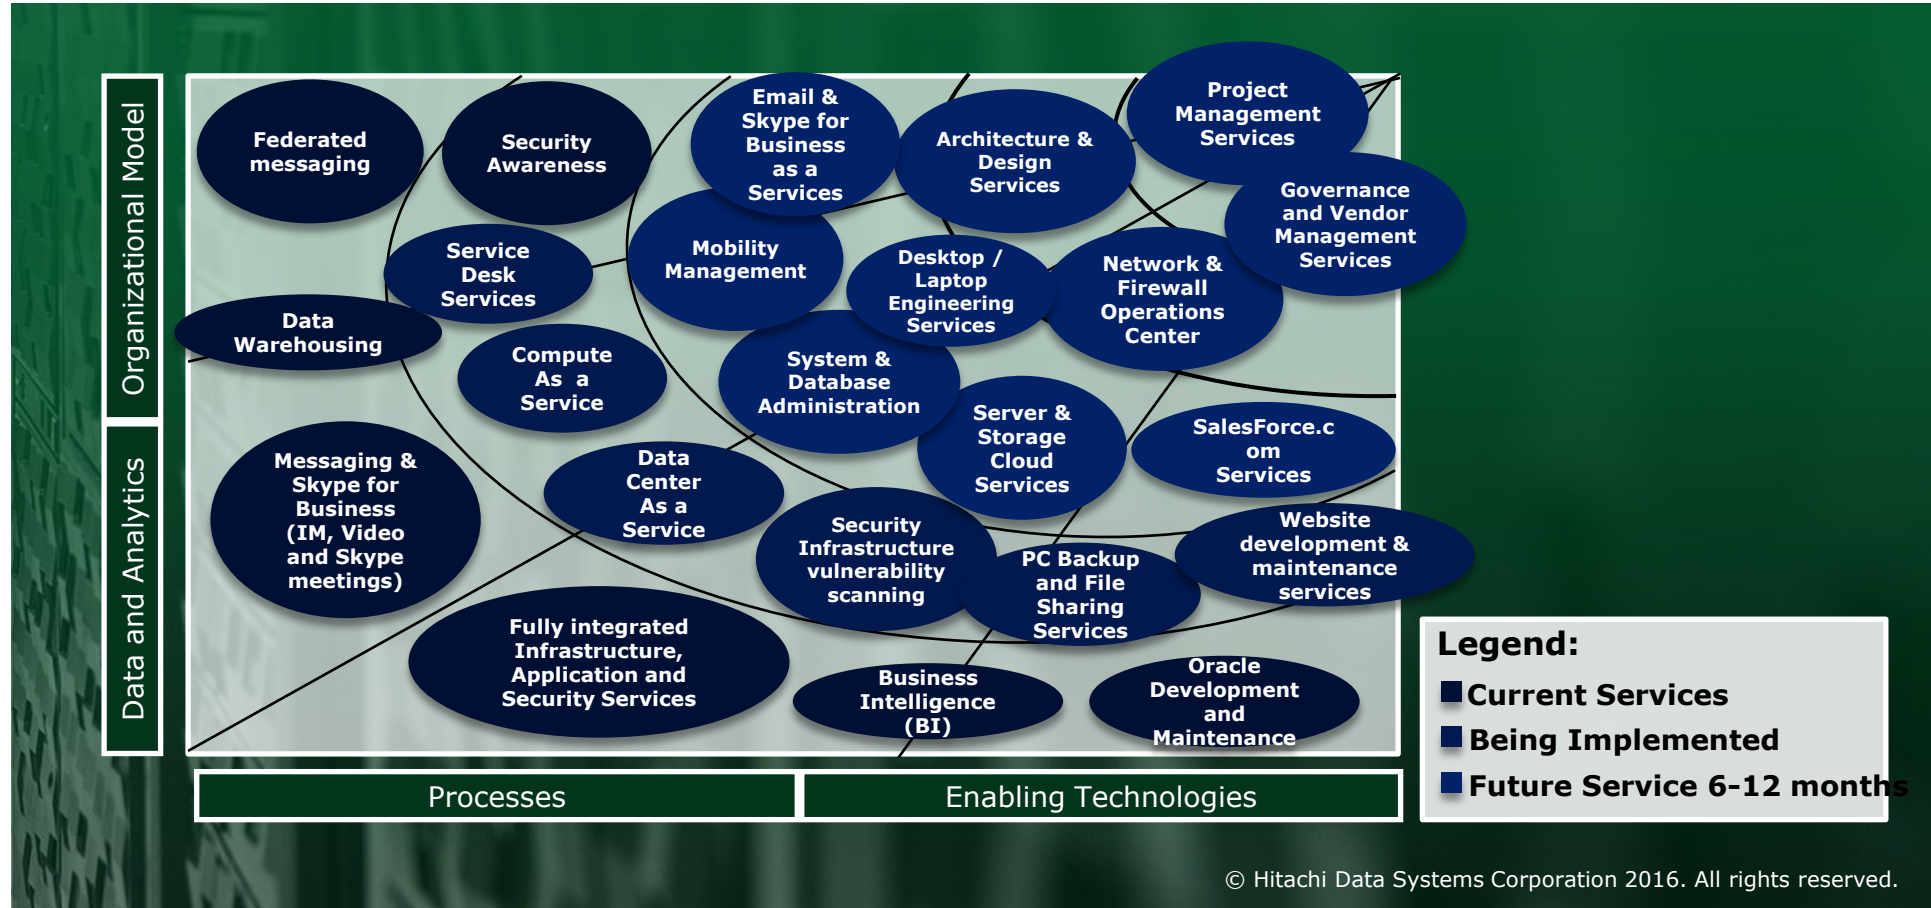 Organizational Model
Data and Analytics
Federated
messaging
Security
Awareness
Email &
Skype for
Business
as a
Services
Architecture &
Design
Services
Project
Management
Services
Governance
and Vendor
Management
Services
Service
Desk
Services
Mobility
Management
Desktop /
Laptop
Engineering
Services
Network &
Firewall
Operations
Center
Data
Warehousing
Compute
As a
Service
System &
Database
Administration
Server &
Storage
Cloud
Services
SalesForce.c
om
Services
Messaging &
Skype for
Business
(IM, Video
and Skype
meetings)
Data
Center
As a
Service
Security
Infrastructure
vulnerability
scanning
PC Backup
and File
Sharing
Services
Website
development &
maintenance
services
Fully integrated
Infrastructure,
Application and
Security Services
Business
Intelligence
(BI)
Oracle
Development
and
Maintenance
Processes
Enabling Technologies
Legend:
Current Services
Being Implemented
Future Service 6-12 months
© Hitachi Data Systems Corporation 2016. All rights reserved.